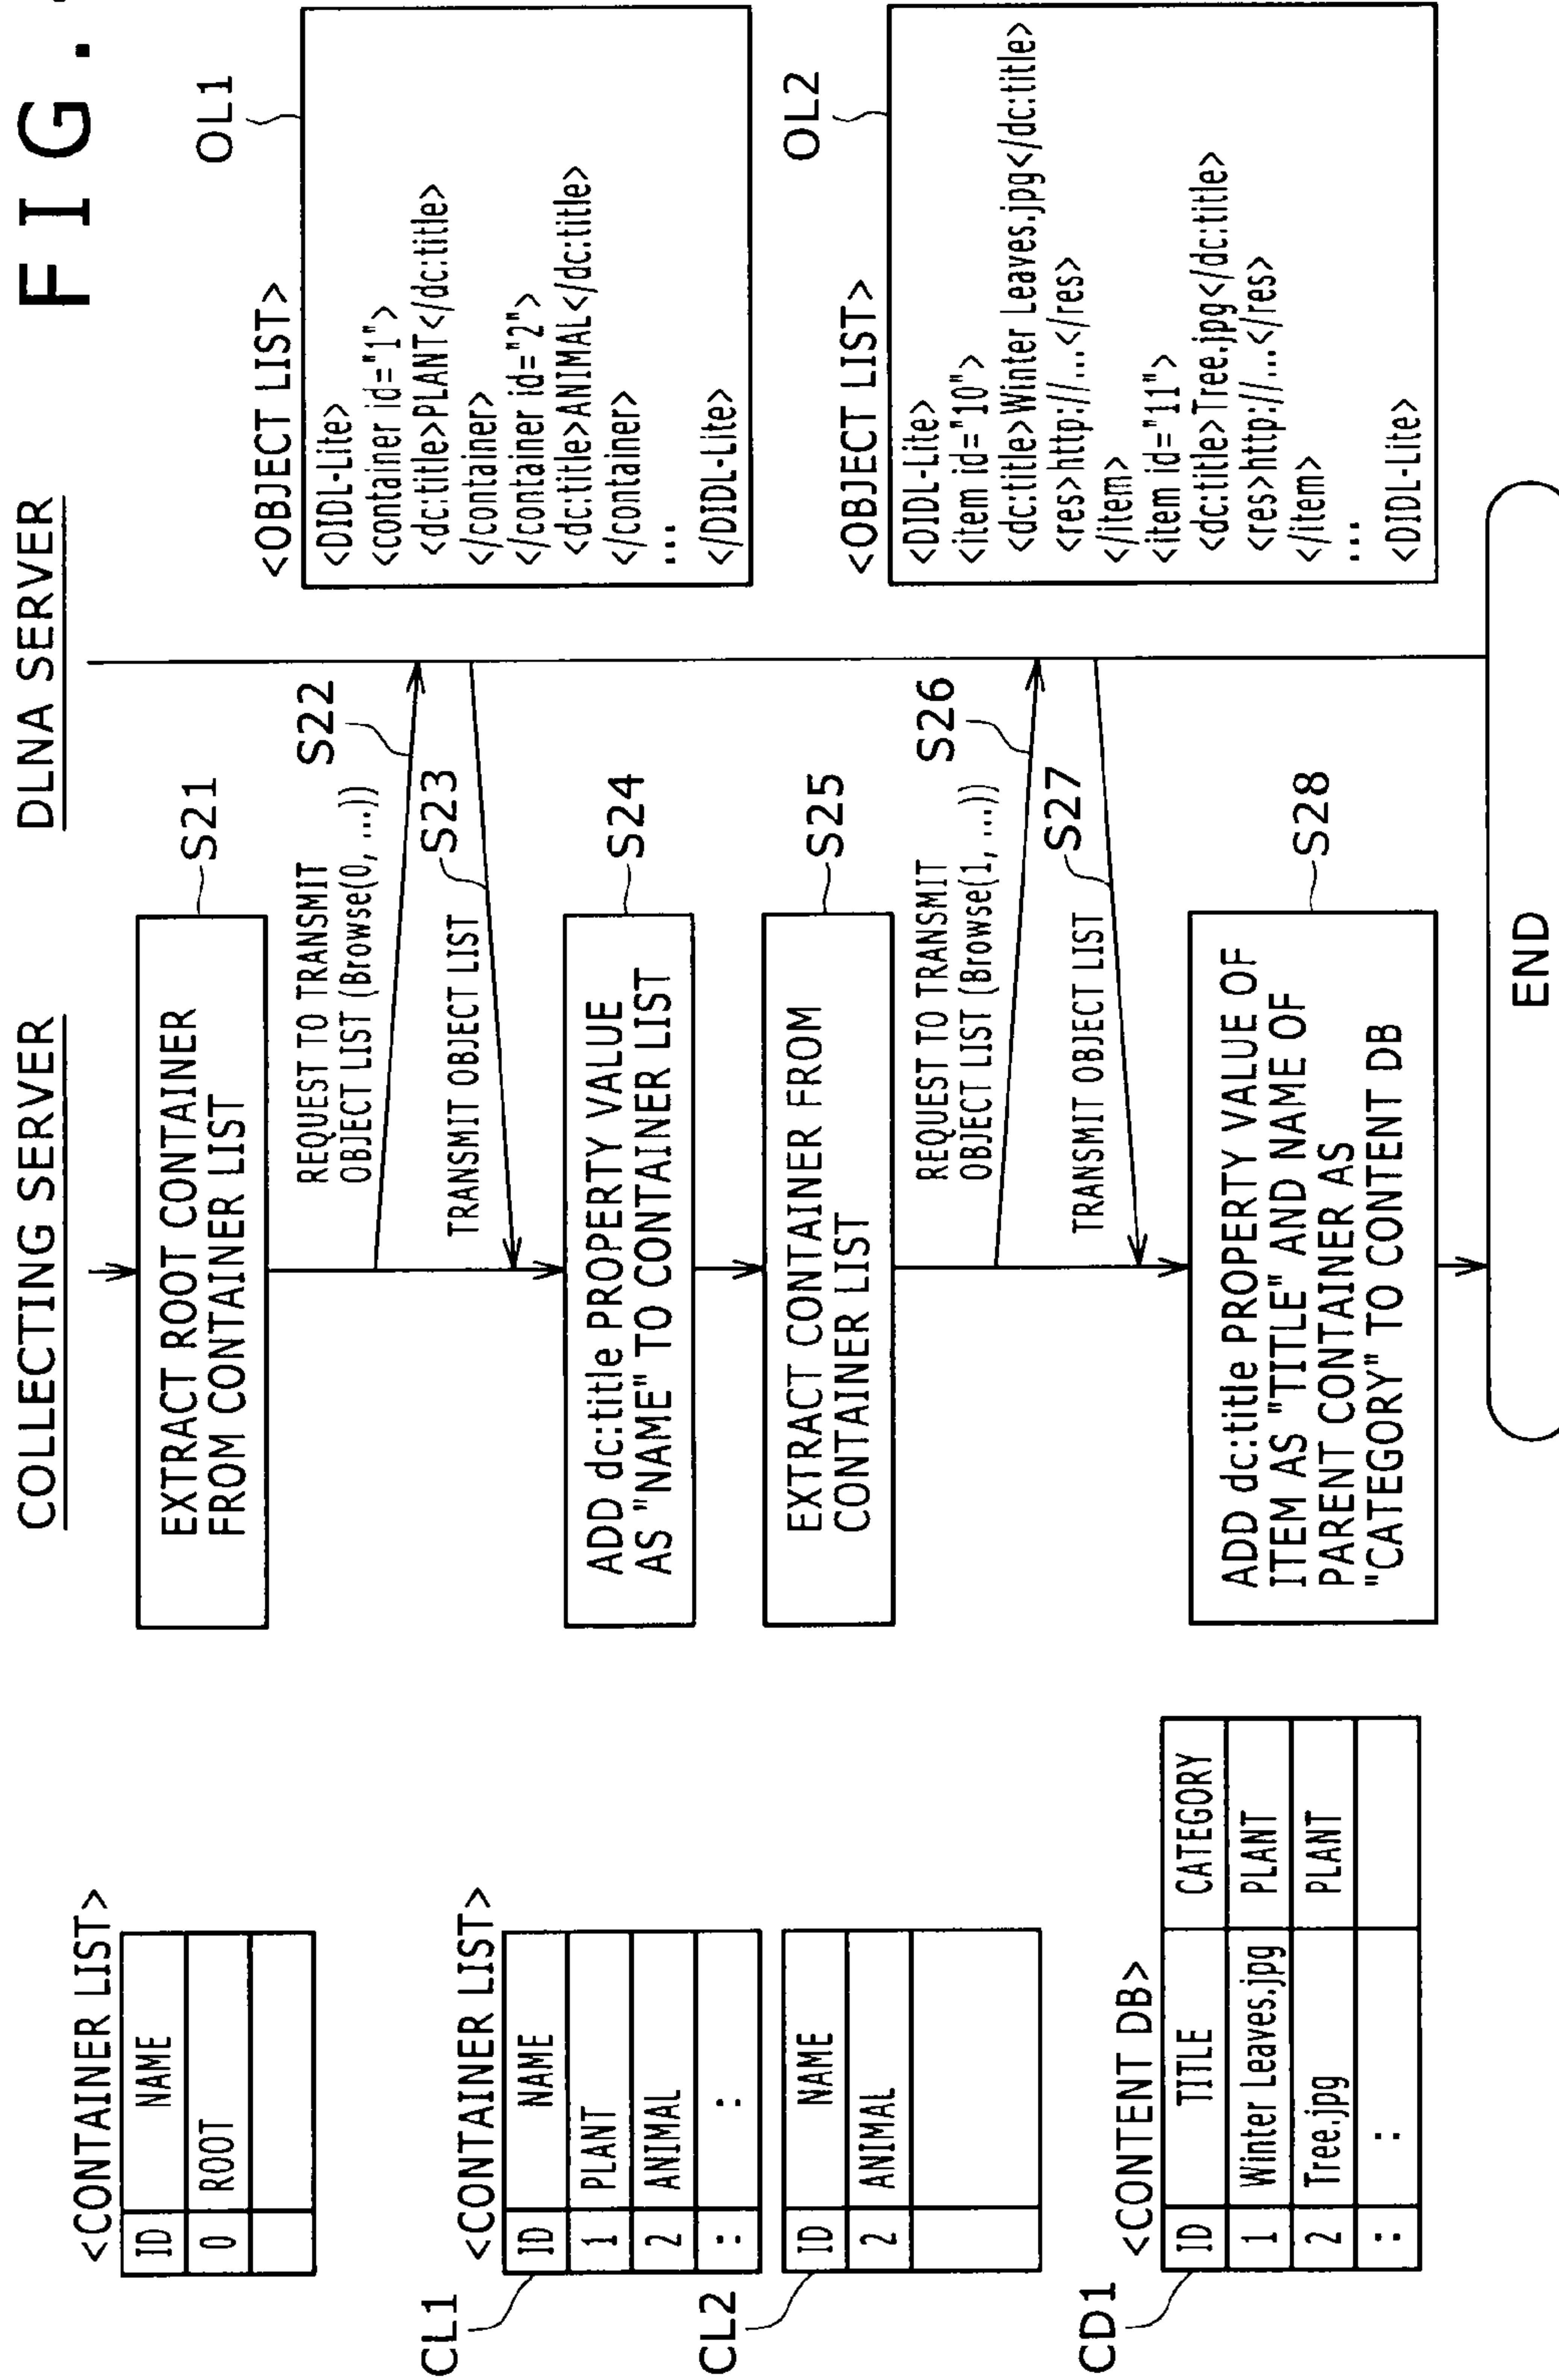 F I G .
COLLECTING SERVER
DLNA SERVER
<CONTAINER LIST>
ID NAME
0 ROOT
EXTRACT ROOT CONTAINER
FROM CONTAINER LIST
S21
REQUEST TO TRANSMIT
OBJECT LIST (Browse(0, ...))
S22
TRANSMIT OBJECT LIST
S23
<OBJECT LIST>
OL1
<DIDL-Lite>
<container id="1">
<dc:title>PLANT</dc:title>
</container>
</container id="2">
<dc:title>ANIMAL</dc:title>
</container>
...
</DIDL-Lite>
<CONTAINER LIST>
CL1
ID NAME
1 PLANT
2 ANIMAL
: :
ADD dc:title PROPERTY VALUE
AS "NAME" TO CONTAINER LIST
S24
CL2
ID NAME
2 ANIMAL
EXTRACT CONTAINER FROM
CONTAINER LIST
S25
REQUEST TO TRANSMIT
OBJECT LIST (Browse(1, ...))
S26
TRANSMIT OBJECT LIST
S27
<OBJECT LIST>
OL2
<DIDL-Lite>
<item id="10">
<dc:title>Winter Leaves.jpg</dc:title>
<res>http://...</res>
</item>
<item id="11">
<dc:title>Tree.jpg</dc:title>
<res>http://...</res>
</item>
...
<DIDL-Lite>
<CONTENT DB>
CD1
ID TITLE CATEGORY
1 Winter Leaves.jpg PLANT
2 Tree.jpg PLANT
: :
ADD dc:title PROPERTY VALUE OF
ITEM AS "TITLE" AND NAME OF
PARENT CONTAINER AS
"CATEGORY" TO CONTENT DB
S28
END